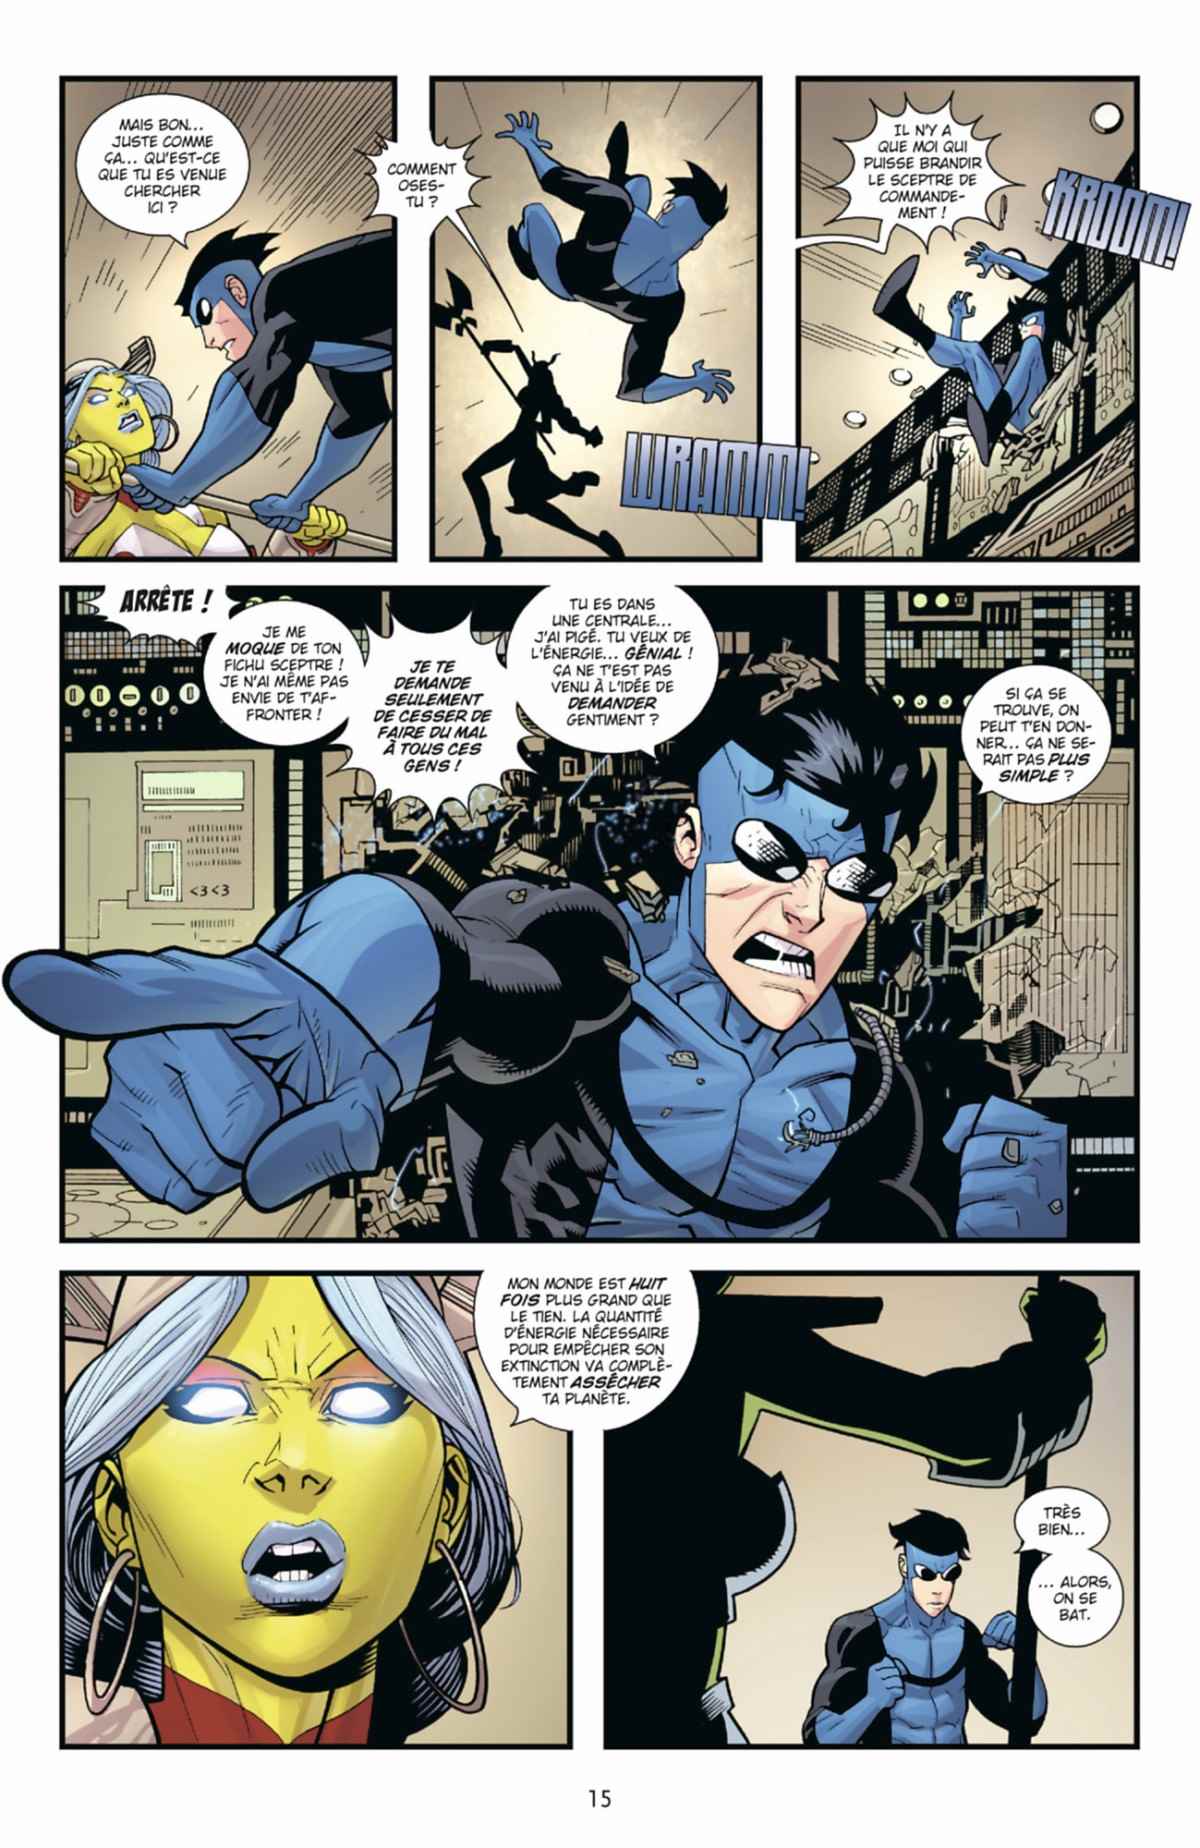 MAIS BON...
JUSTE COMME
ÇA... QU'EST-CE
QUE TU ES VENUE
CHERCHER
ICI ?
COMMENT
OSES-
TU ?
WRAMM!
IL N'Y A
QUE MOI QUI
PUISSE BRANDIR
LE SCEPTRE DE
COMMANDE-
MENT !
KROOM!
ARRÊTE !
JE ME
MOQUE DE TON
FICHU SCEPTRE !
JE N'AI MÊME PAS
ENVIE DE T'AF-
FRONTER !
JE TE
DEMANDE
SEULEMENT
DE CESSER DE
FAIRE DU MAL
À TOUS CES
GENS !
TU ES DANS
UNE CENTRALE...
J'AI PIGÉ. TU VEUX DE
L'ÉNERGIE... GÉNIAL !
ÇA NE T'EST PAS
VENU À L'IDÉE DE
DEMANDER
GENTIMENT ?
SI ÇA SE
TROUVE, ON
PEUT T'EN DON-
NER... ÇA NE SE-
RAIT PAS PLUS
SIMPLE ?
<3<3
MON MONDE EST HUIT
FOIS PLUS GRAND QUE
LE TIEN. LA QUANTITÉ
D'ÉNERGIE NÉCESSAIRE
POUR EMPÊCHER SON
EXTINCTION VA COMPLÈ-
TEMENT ASSÉCHER
TA PLANÈTE.
TRÈS
BIEN...
... ALORS,
ON SE
BAT.
15